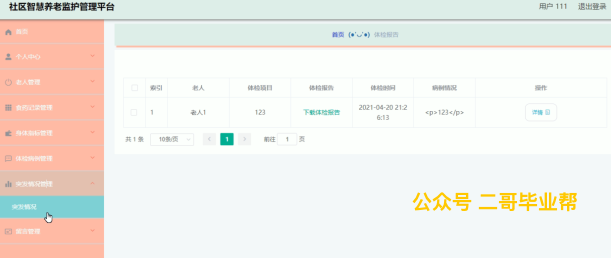 社区智慧养老监护管理平台
用户 111 退出登录
首页 (●'◡'●) 体检报告
首页
个人中心
老人管理
我的记录管理
身体指标管理
体检病例管理
突发情况管理
突发情况
留言管理
索引 老人 体检项目 体检报告 体检时间 病例情况 操作
1 老人1 123 下载体检报告 2021-04-20 21:2
6:13 <p>123</p> 详情
共 1 条 10条/页 1 前往 1 页
公众号 二哥毕业帮